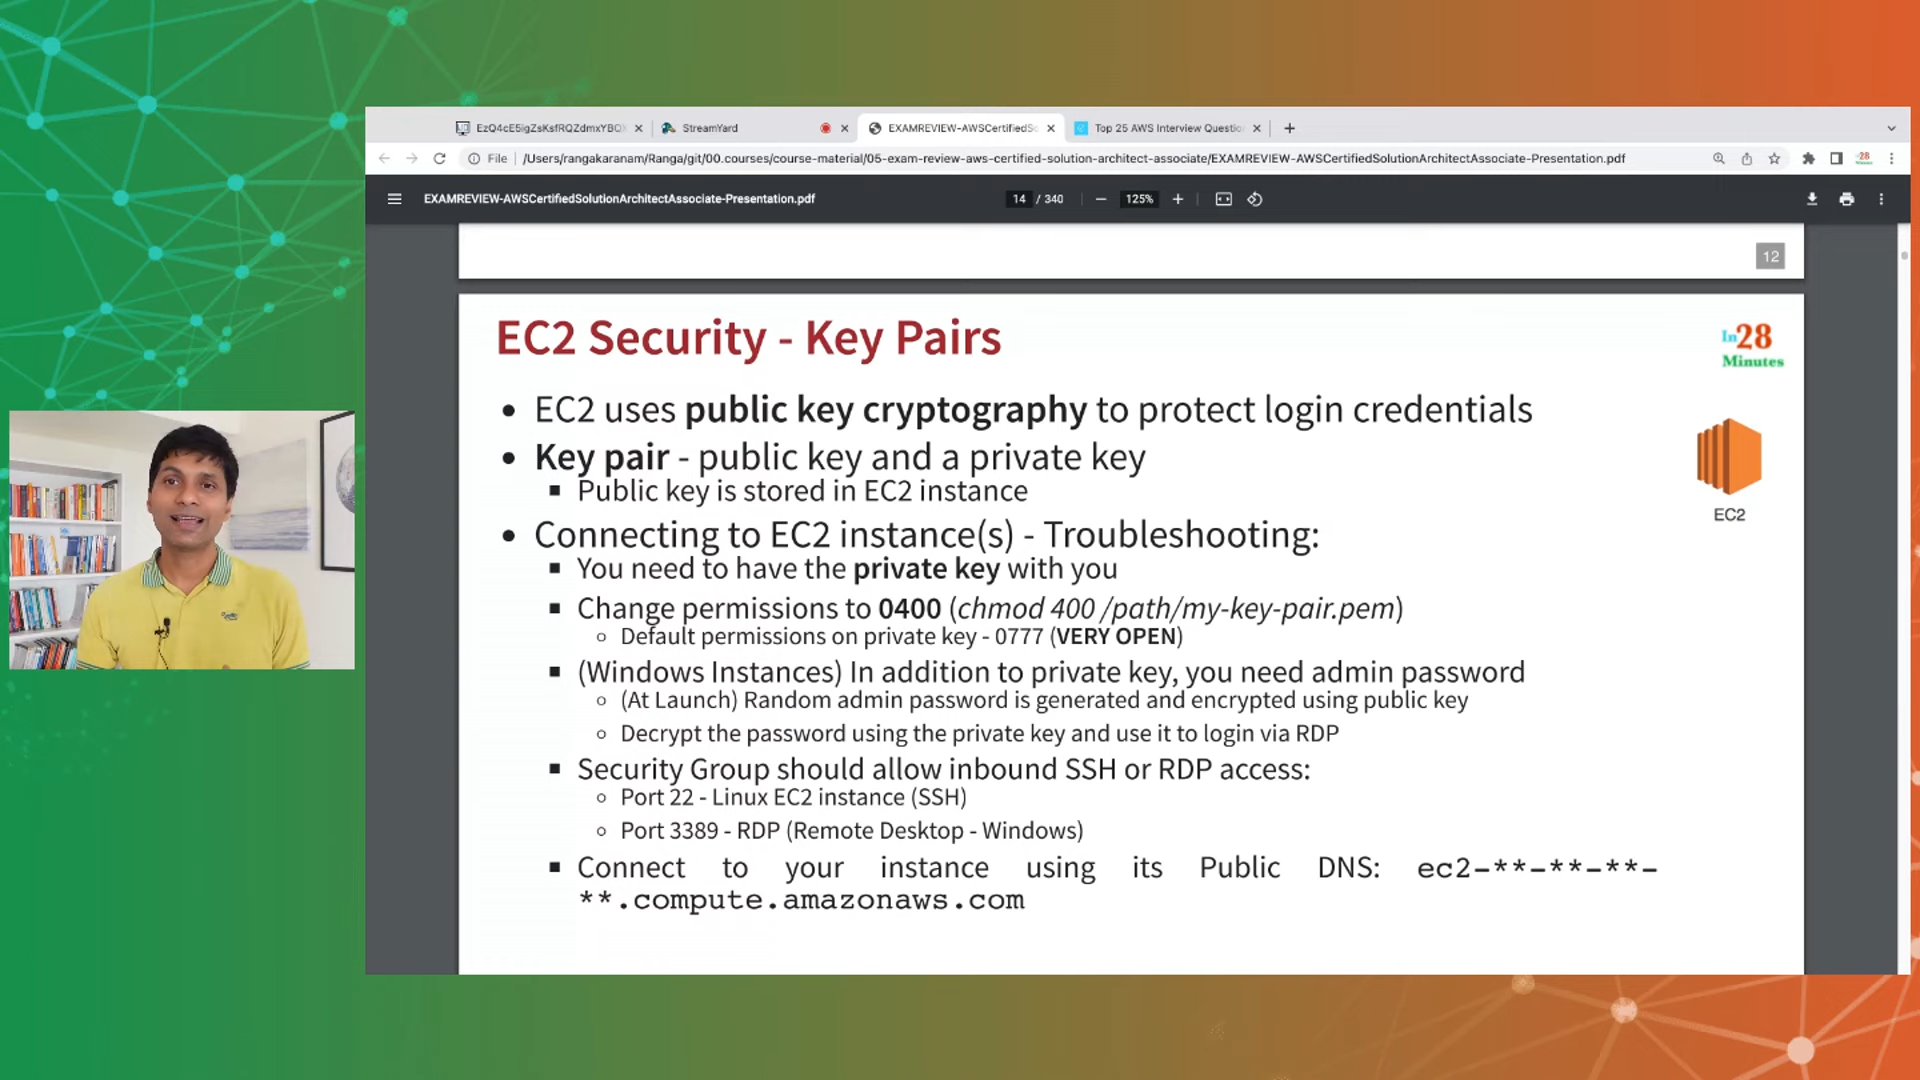 EzQ4cE5igZsKsfRQZdmxYBQX
StreamYard
EXAMREVIEW-AWSCertifiedSo
Top 25 AWS Interview Questio
File
/Users/rangakaranam/Ranga/git/00.courses/course-material/05-exam-review-aws-certified-solution-architect-associate/EXAMREVIEW-AWSCertifiedSolutionArchitectAssociate-Presentation.pdf
EXAMREVIEW-AWSCertifiedSolutionArchitectAssociate-Presentation.pdf
14 / 340
125%
12
EC2 Security - Key Pairs
In28
Minutes
• EC2 uses public key cryptography to protect login credentials
• Key pair - public key and a private key
▪ Public key is stored in EC2 instance
EC2
• Connecting to EC2 instance(s) - Troubleshooting:
▪ You need to have the private key with you
▪ Change permissions to 0400 (chmod 400 /path/my-key-pair.pem)
○ Default permissions on private key - 0777 (VERY OPEN)
▪ (Windows Instances) In addition to private key, you need admin password
○ (At Launch) Random admin password is generated and encrypted using public key
○ Decrypt the password using the private key and use it to login via RDP
▪ Security Group should allow inbound SSH or RDP access:
○ Port 22 - Linux EC2 instance (SSH)
○ Port 3389 - RDP (Remote Desktop - Windows)
▪ Connect to your instance using its Public DNS: ec2-**-**-**-
**.compute.amazonaws.com